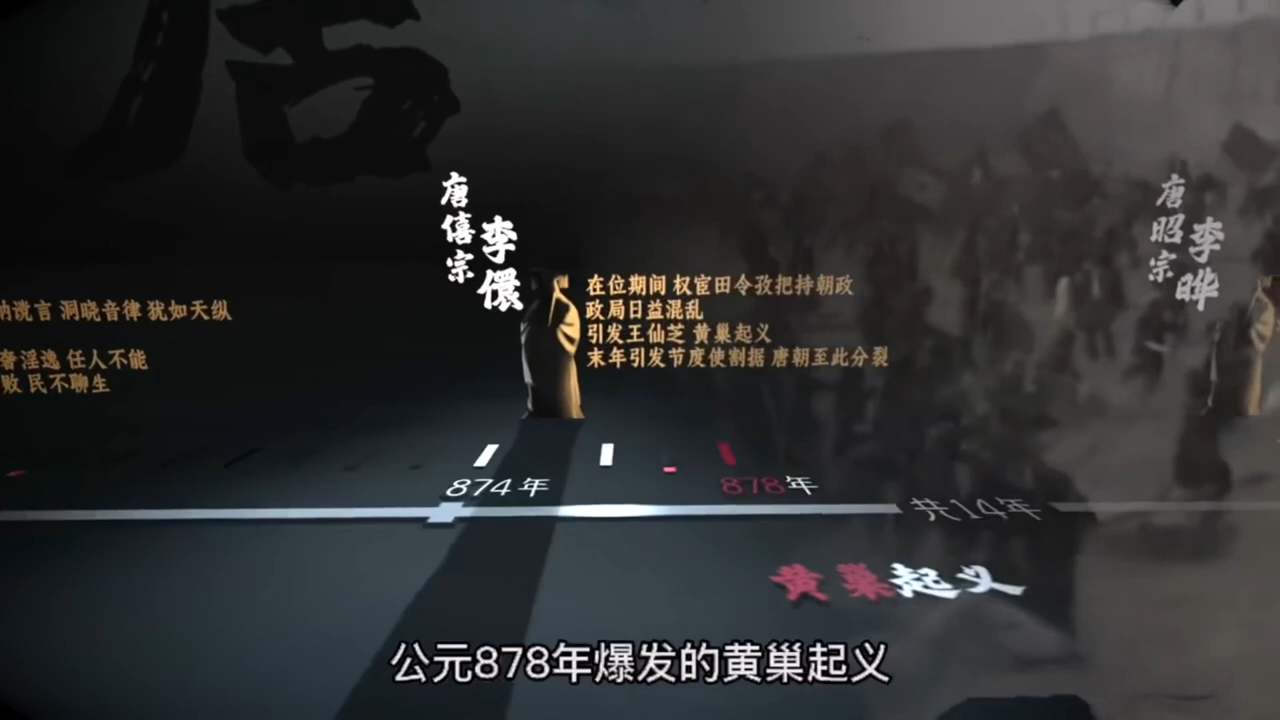 唐僖宗
李儇
唐昭宗
李晔
在位期间 权宦田令孜把持朝政
政局日益混乱
引发王仙芝 黄巢起义
末年引发节度使割据 唐朝至此分裂
纳谠言 洞晓音律 犹如天纵
奢淫逸 任人不能
败 民不聊生
874年
878年
共14年
黄巢起义
公元878年爆发的黄巢起义